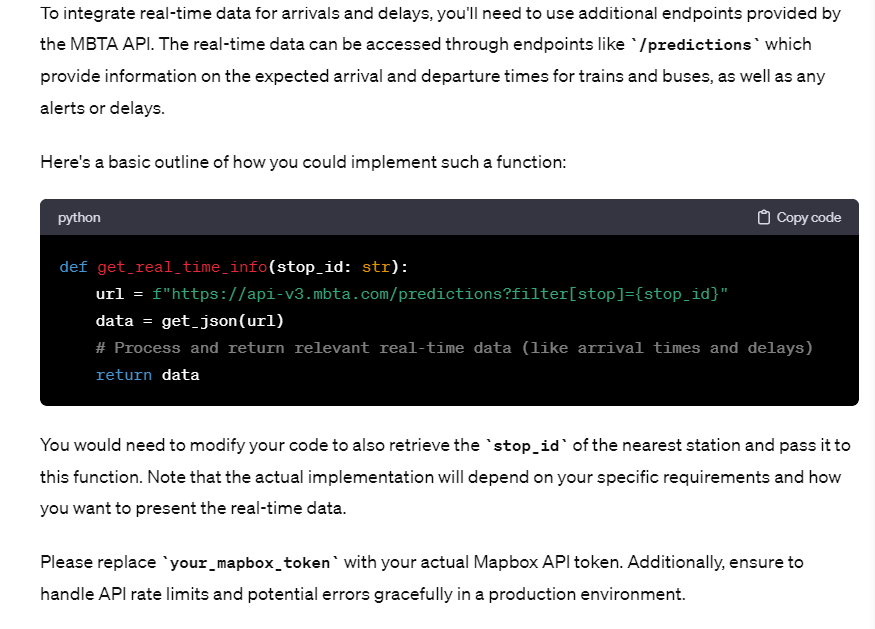 To integrate real-time data for arrivals and delays, you'll need to use additional endpoints provided by
the MBTA API. The real-time data can be accessed through endpoints like `/predictions` which
provide information on the expected arrival and departure times for trains and buses, as well as any
alerts or delays.
Here's a basic outline of how you could implement such a function:
python Copy code
def get_real_time_info(stop_id: str):
    url = f"https://api-v3.mbta.com/predictions?filter[stop]={stop_id}"
    data = get_json(url)
    # Process and return relevant real-time data (like arrival times and delays)
    return data
You would need to modify your code to also retrieve the `stop_id` of the nearest station and pass it to
this function. Note that the actual implementation will depend on your specific requirements and how
you want to present the real-time data.
Please replace `your_mapbox_token` with your actual Mapbox API token. Additionally, ensure to
handle API rate limits and potential errors gracefully in a production environment.